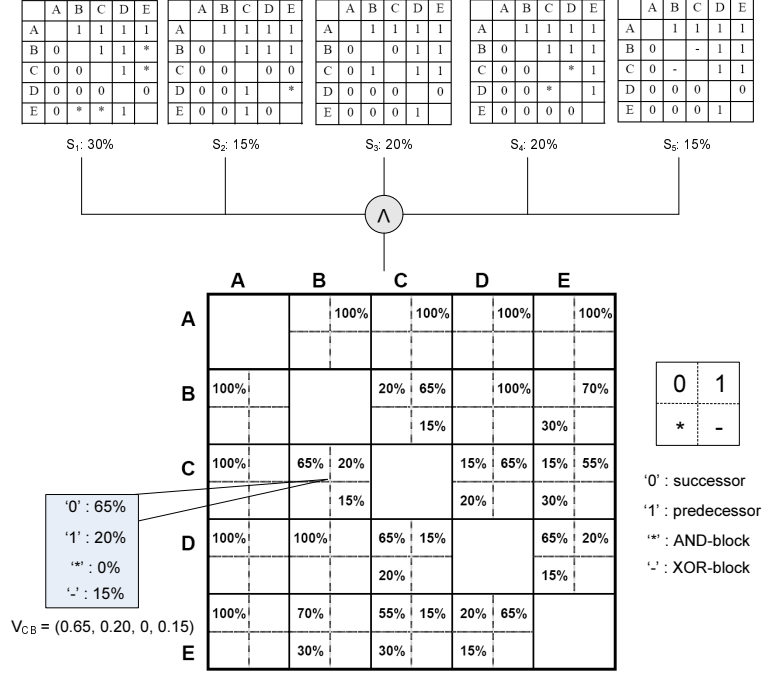 A B C D E
A 1 1 1 1
B 0 1 1 *
C 0 0 1 *
D 0 0 0 0
E 0 * * 1
S1: 30%
A B C D E
A 1 1 1 1
B 0 1 1 1
C 0 0 0 0
D 0 0 1 *
E 0 0 1 0
S2: 15%
A B C D E
A 1 1 1 1
B 0 0 1 1
C 0 1 1 1
D 0 0 0 0
E 0 0 0 1
S3: 20%
A B C D E
A 1 1 1 1
B 0 1 1 1
C 0 0 * 1
D 0 0 * 1
E 0 0 0 0
S4: 20%
A B C D E
A 1 1 1 1
B 0 - 1 1
C 0 - 1 1
D 0 0 0 0
E 0 0 0 1
S5: 15%
Λ
A B C D E
A 100% 100% 100% 100%
B 100% 20% 65% 100% 70%
15% 30%
C 100% 65% 20% 15% 65% 15% 55%
15% 20% 30%
D 100% 100% 65% 15% 65% 20%
20% 15%
100% 70% 55% 15% 20% 65%
E 30% 30% 15%
'0' : 65%
'1' : 20%
'*' : 0%
'-' : 15%
VCB = (0.65, 0.20, 0, 0.15)
0 1
* -
'0' : successor
'1' : predecessor
'*' : AND-block
'-' : XOR-block